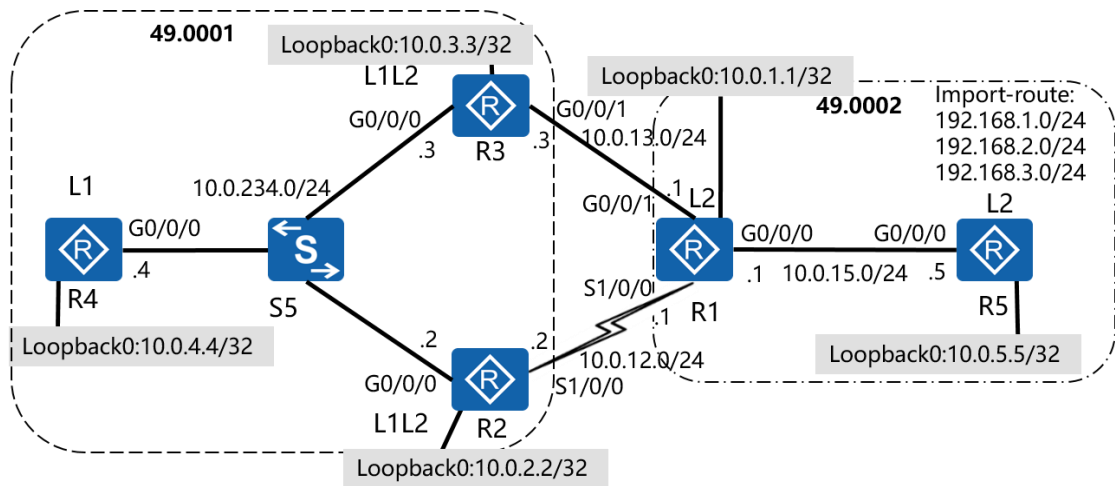 49.0001
Loopback0:10.0.3.3/32
L1L2
G0/0/0
.3
R3
.3
G0/0/1
10.0.13.0/24
Loopback0:10.0.1.1/32
49.0002
Import-route:
192.168.1.0/24
192.168.2.0/24
192.168.3.0/24
L1
10.0.234.0/24
G0/0/1
.1
L2
L2
R
R
G0/0/0
.4
R4
S
S5
R
G0/0/0
.1
10.0.15.0/24
G0/0/0
.5
R
R5
S1/0/0
.1
R1
Loopback0:10.0.4.4/32
.2
.2
10.0.12.0/24
Loopback0:10.0.5.5/32
G0/0/0
R
S1/0/0
L1L2
R2
Loopback0:10.0.2.2/32